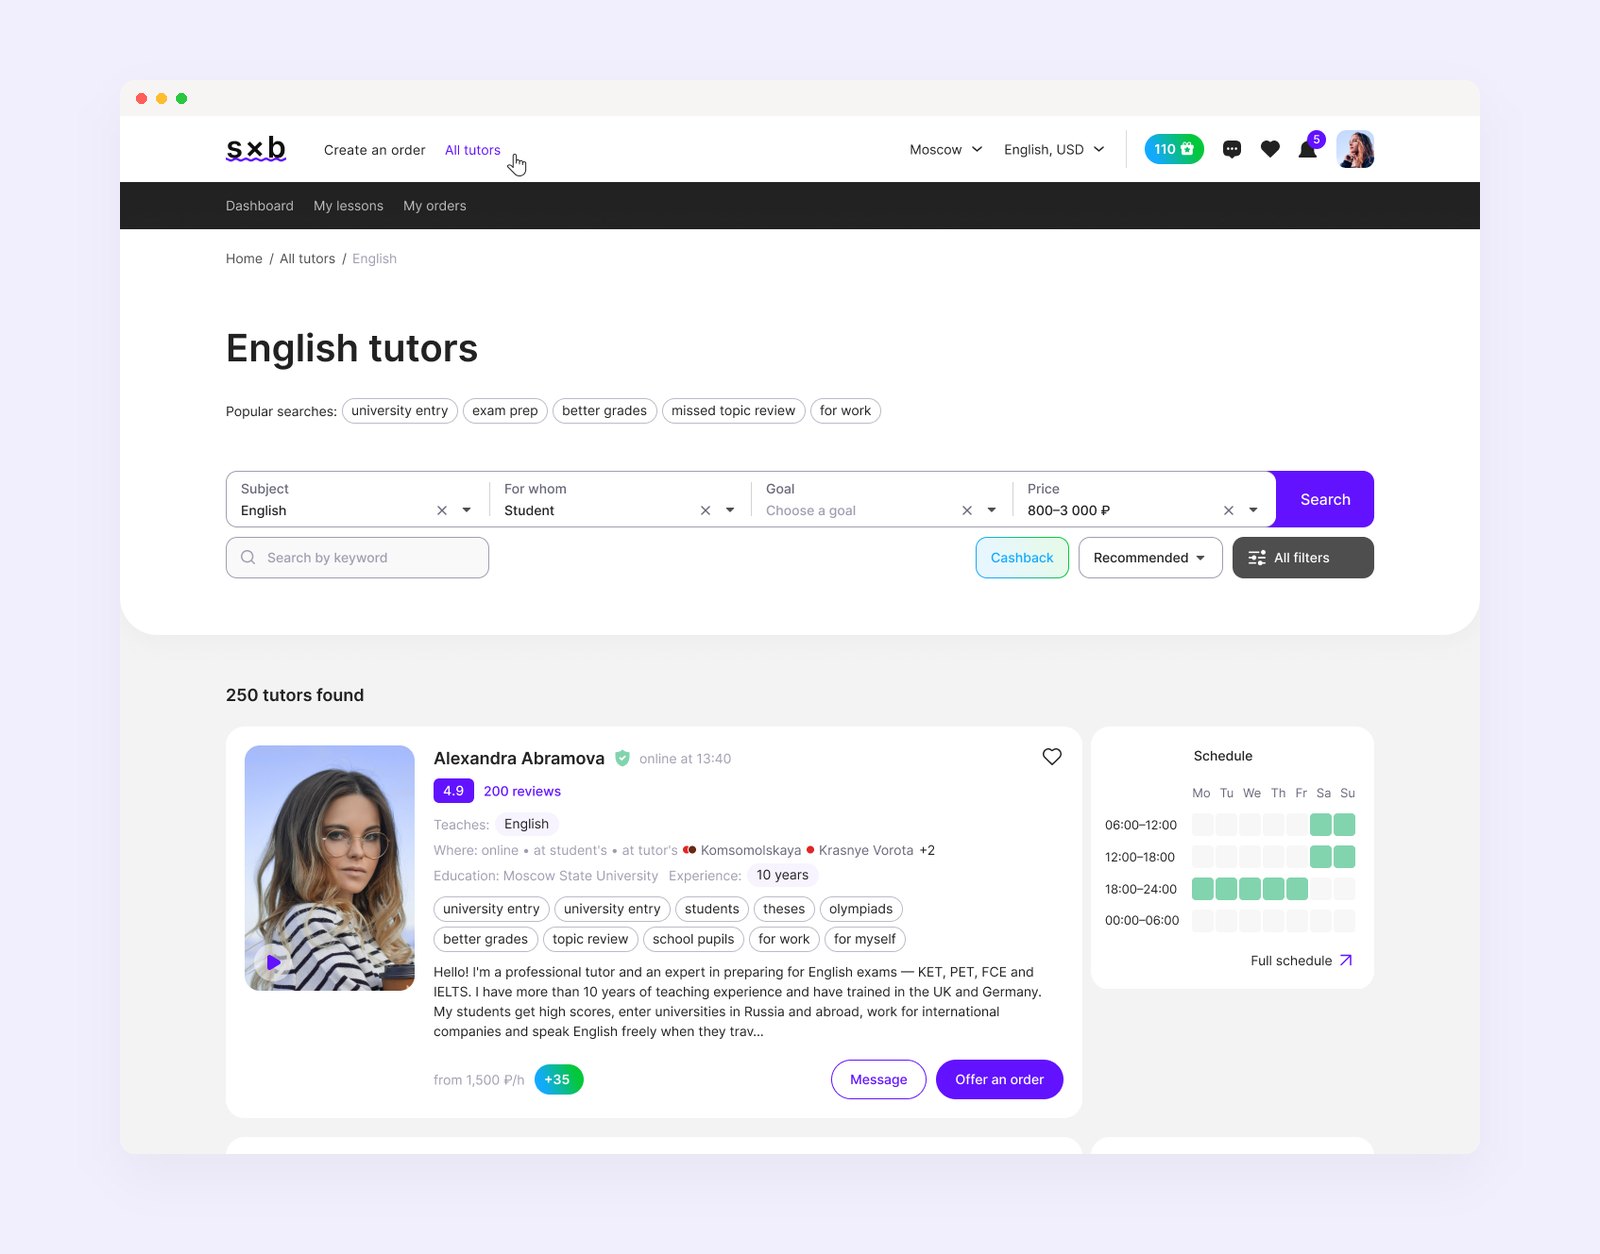 sxb Create an order All tutors Moscow English, USD 110 5
Dashboard My lessons My orders
Home / All tutors / English
English tutors
Popular searches: university entry exam prep better grades missed topic review for work
Subject For whom Goal Price
English Student Choose a goal 800–3 000 ₽ Search
Search by keyword Cashback Recommended All filters
250 tutors found
Alexandra Abramova online at 13:40
4.9 200 reviews
Teaches: English
Where: online • at student's • at tutor's Komsomolskaya Krasnye Vorota +2
Education: Moscow State University Experience: 10 years
university entry university entry students theses olympiads
better grades topic review school pupils for work for myself
Hello! I'm a professional tutor and an expert in preparing for English exams — KET, PET, FCE and
IELTS. I have more than 10 years of teaching experience and have trained in the UK and Germany.
My students get high scores, enter universities in Russia and abroad, work for international
companies and speak English freely when they trav...
from 1,500 ₽/h +35 Message Offer an order
Schedule
Mo Tu We Th Fr Sa Su
06:00–12:00
12:00–18:00
18:00–24:00
00:00–06:00
Full schedule